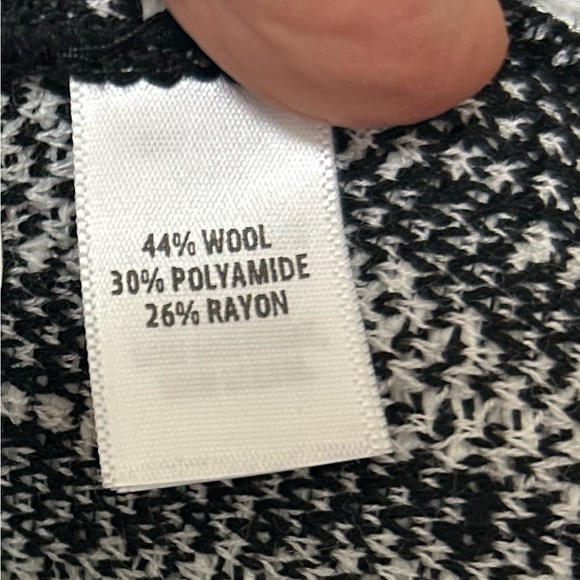 44% WOOL
30% POLYAMIDE
26% RAYON